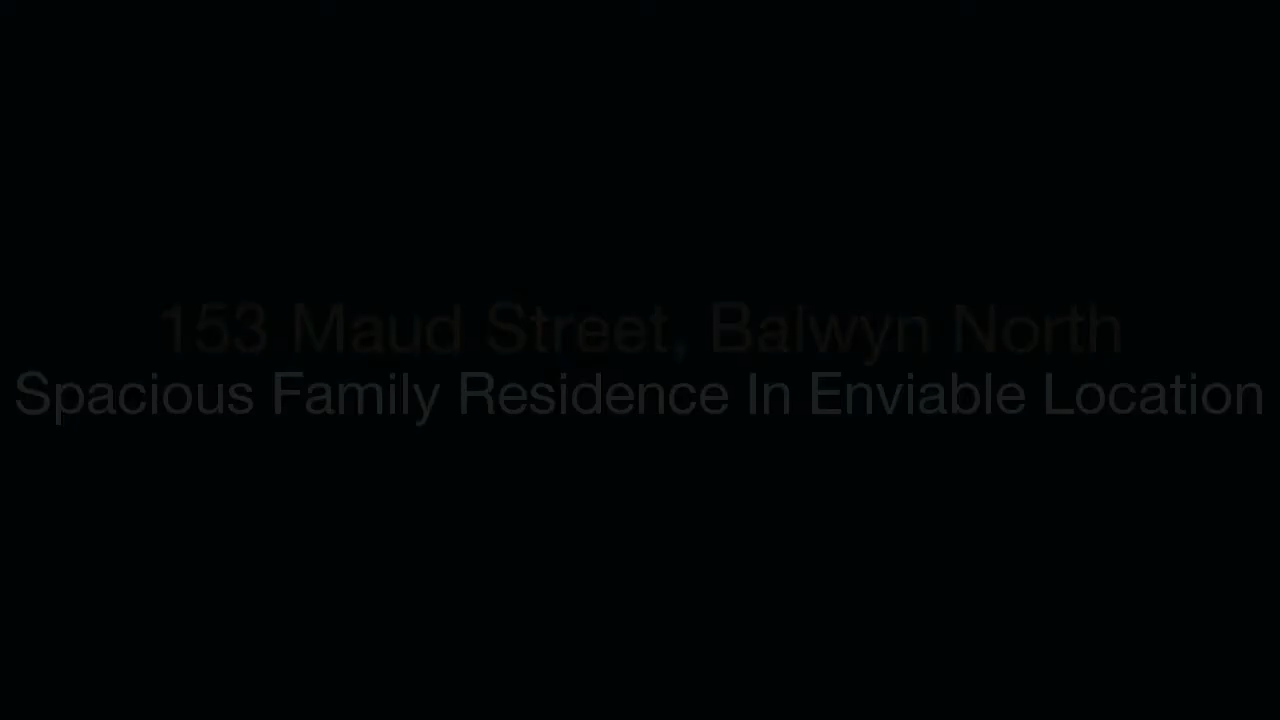 153 Maud Street, Balwyn North
Spacious Family Residence In Enviable Location